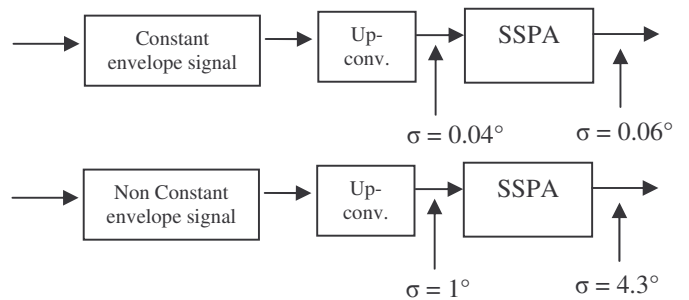 Constant
envelope signal
Up-
conv.
SSPA
σ = 0.04°
σ = 0.06°
Non Constant
envelope signal
Up-
conv.
SSPA
σ = 1°
σ = 4.3°